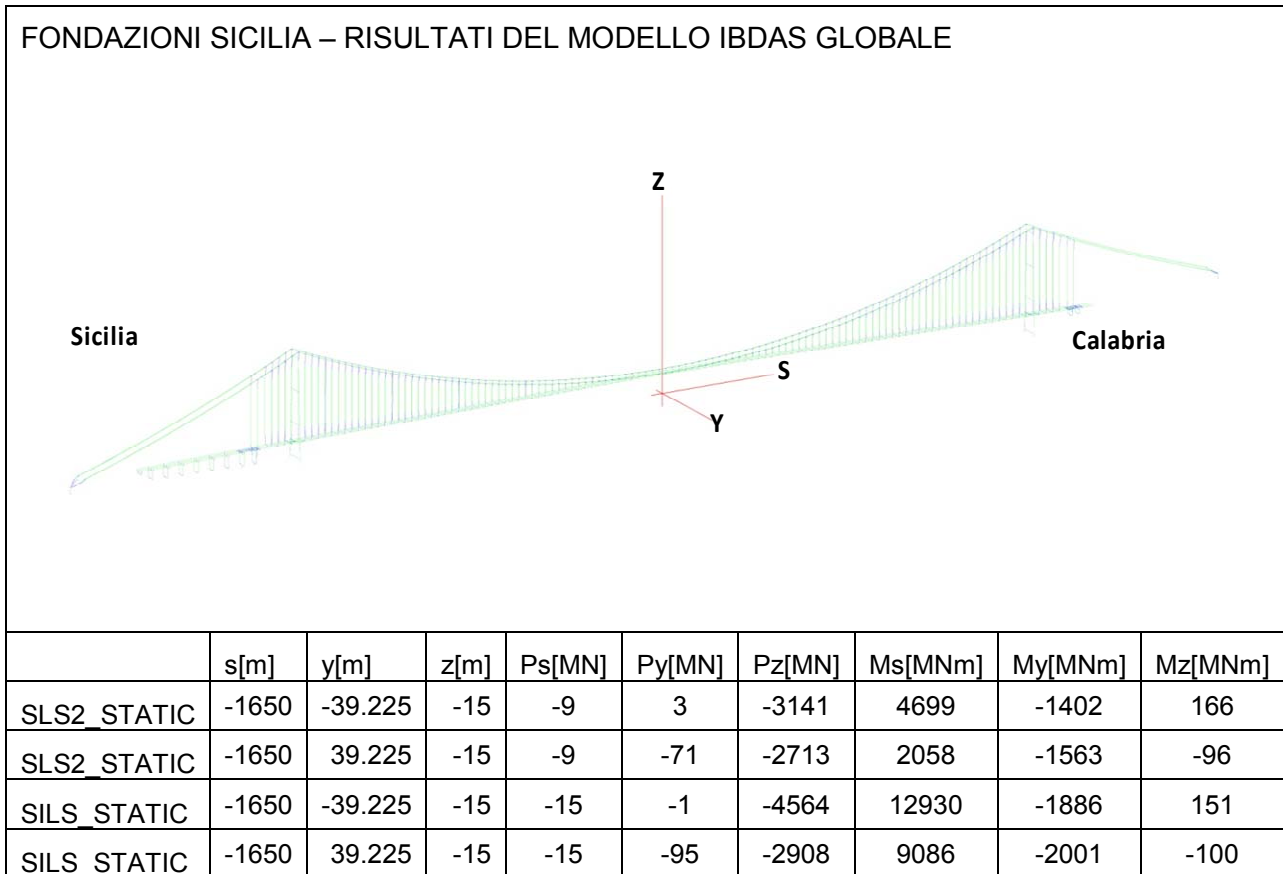 FONDAZIONI SICILIA – RISULTATI DEL MODELLO IBDAS GLOBALE
Z
Sicilia
Calabria
S
Y
s[m] y[m] z[m] Ps[MN] Py[MN] Pz[MN] Ms[MNm] My[MNm] Mz[MNm]
SLS2_STATIC -1650 -39.225 -15 -9 3 -3141 4699 -1402 166
SLS2_STATIC -1650 39.225 -15 -9 -71 -2713 2058 -1563 -96
SILS_STATIC -1650 -39.225 -15 -15 -1 -4564 12930 -1886 151
SILS_STATIC -1650 39.225 -15 -15 -95 -2908 9086 -2001 -100